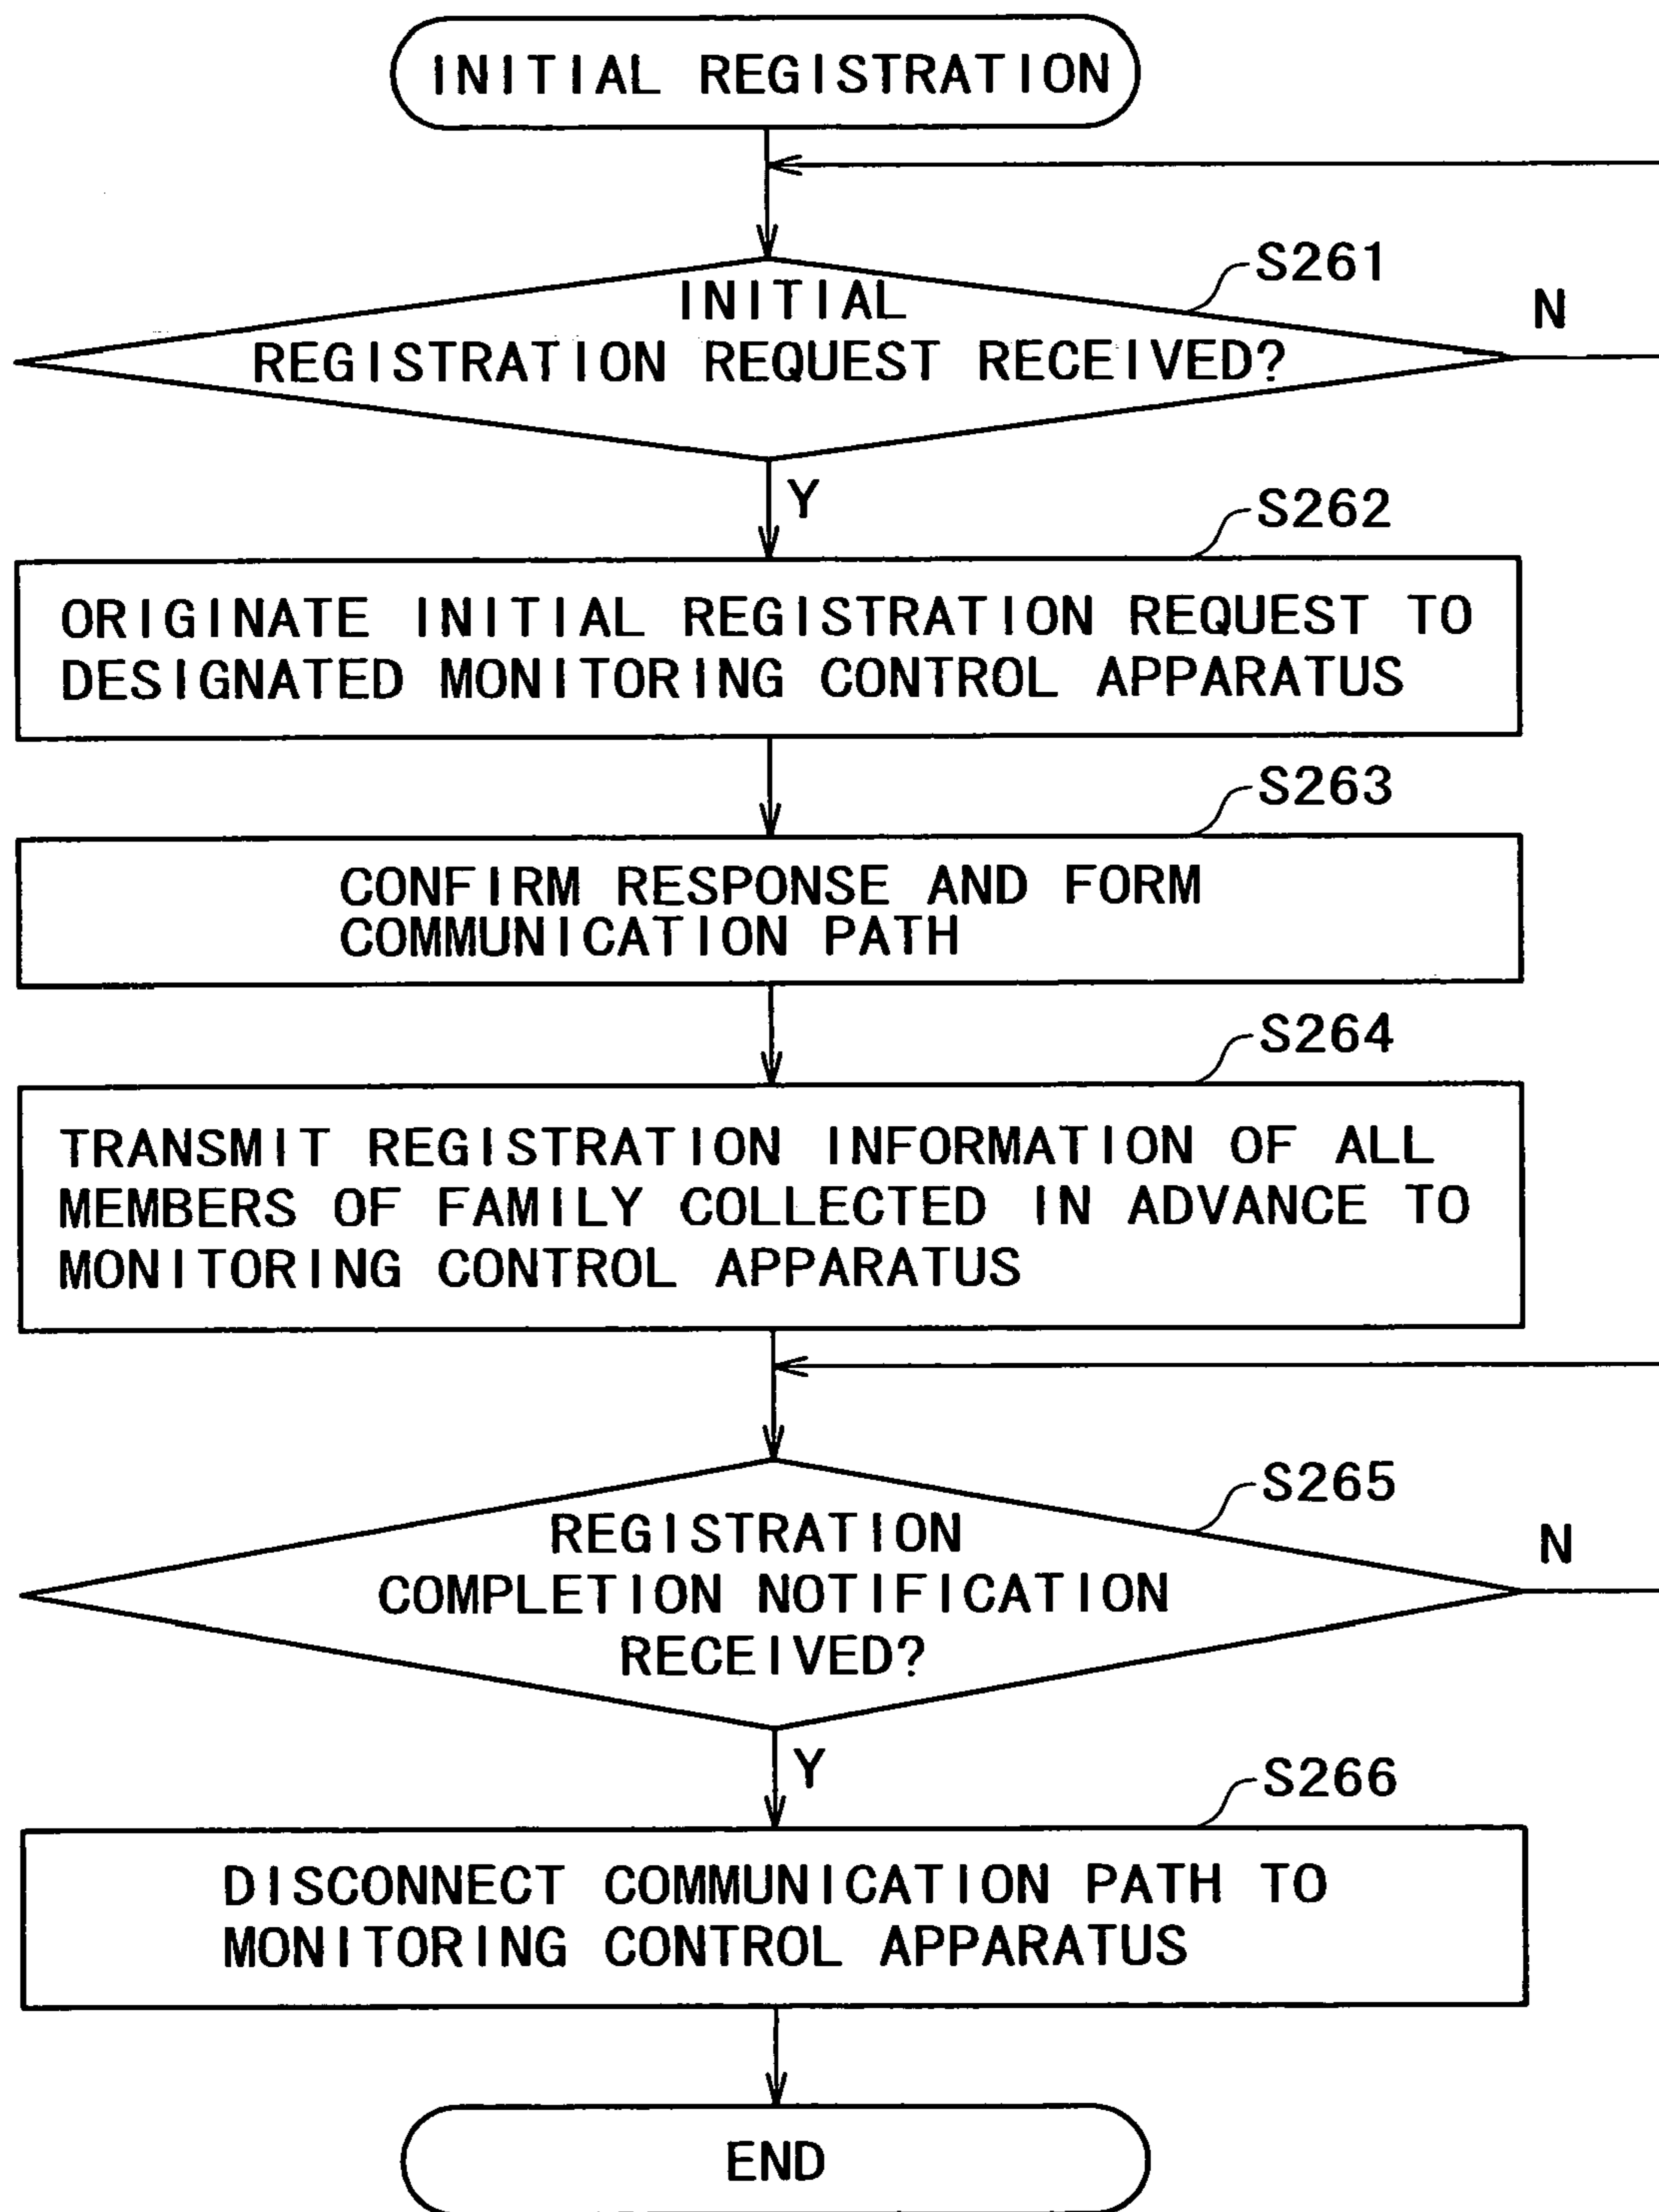 INITIAL REGISTRATION
S261
INITIAL
REGISTRATION REQUEST RECEIVED?
N
Y
S262
ORIGINATE INITIAL REGISTRATION REQUEST TO
DESIGNATED MONITORING CONTROL APPARATUS
S263
CONFIRM RESPONSE AND FORM
COMMUNICATION PATH
S264
TRANSMIT REGISTRATION INFORMATION OF ALL
MEMBERS OF FAMILY COLLECTED IN ADVANCE TO
MONITORING CONTROL APPARATUS
S265
REGISTRATION
COMPLETION NOTIFICATION
RECEIVED?
N
Y
S266
DISCONNECT COMMUNICATION PATH TO
MONITORING CONTROL APPARATUS
END